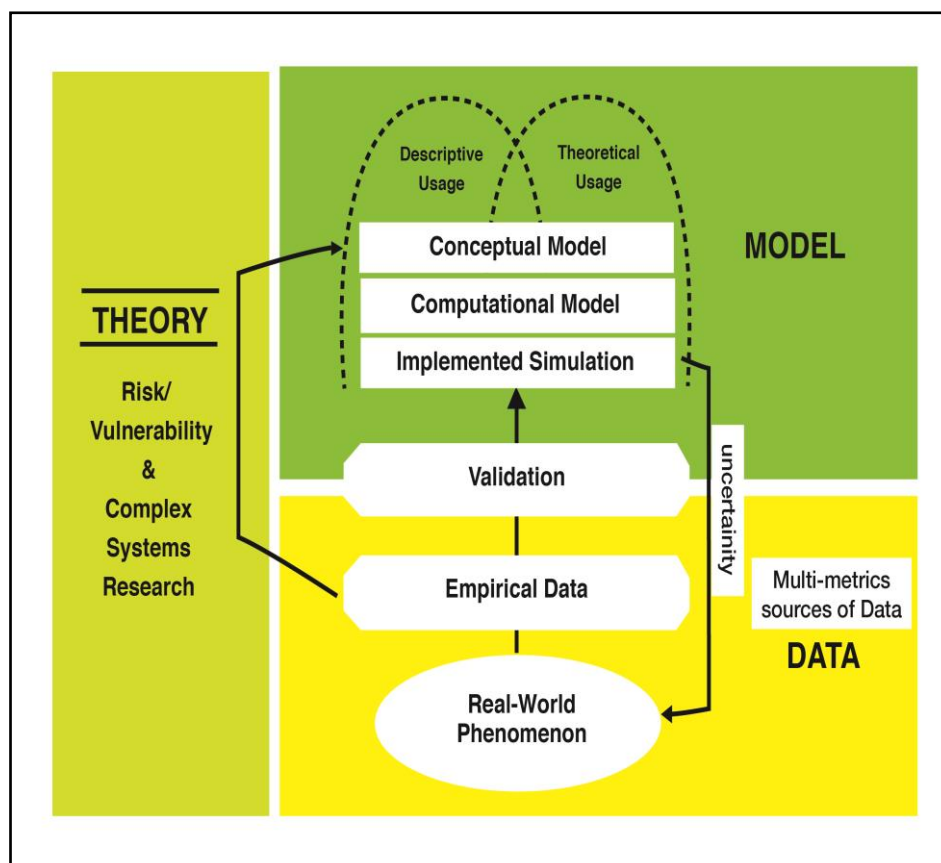 THEORY
Risk/
Vulnerability
&
Complex
Systems
Research
Descriptive
Usage
Theoretical
Usage
Conceptual Model
Computational Model
Implemented Simulation
MODEL
Validation
uncertainity
Empirical Data
Multi-metrics
sources of Data
DATA
Real-World
Phenomenon